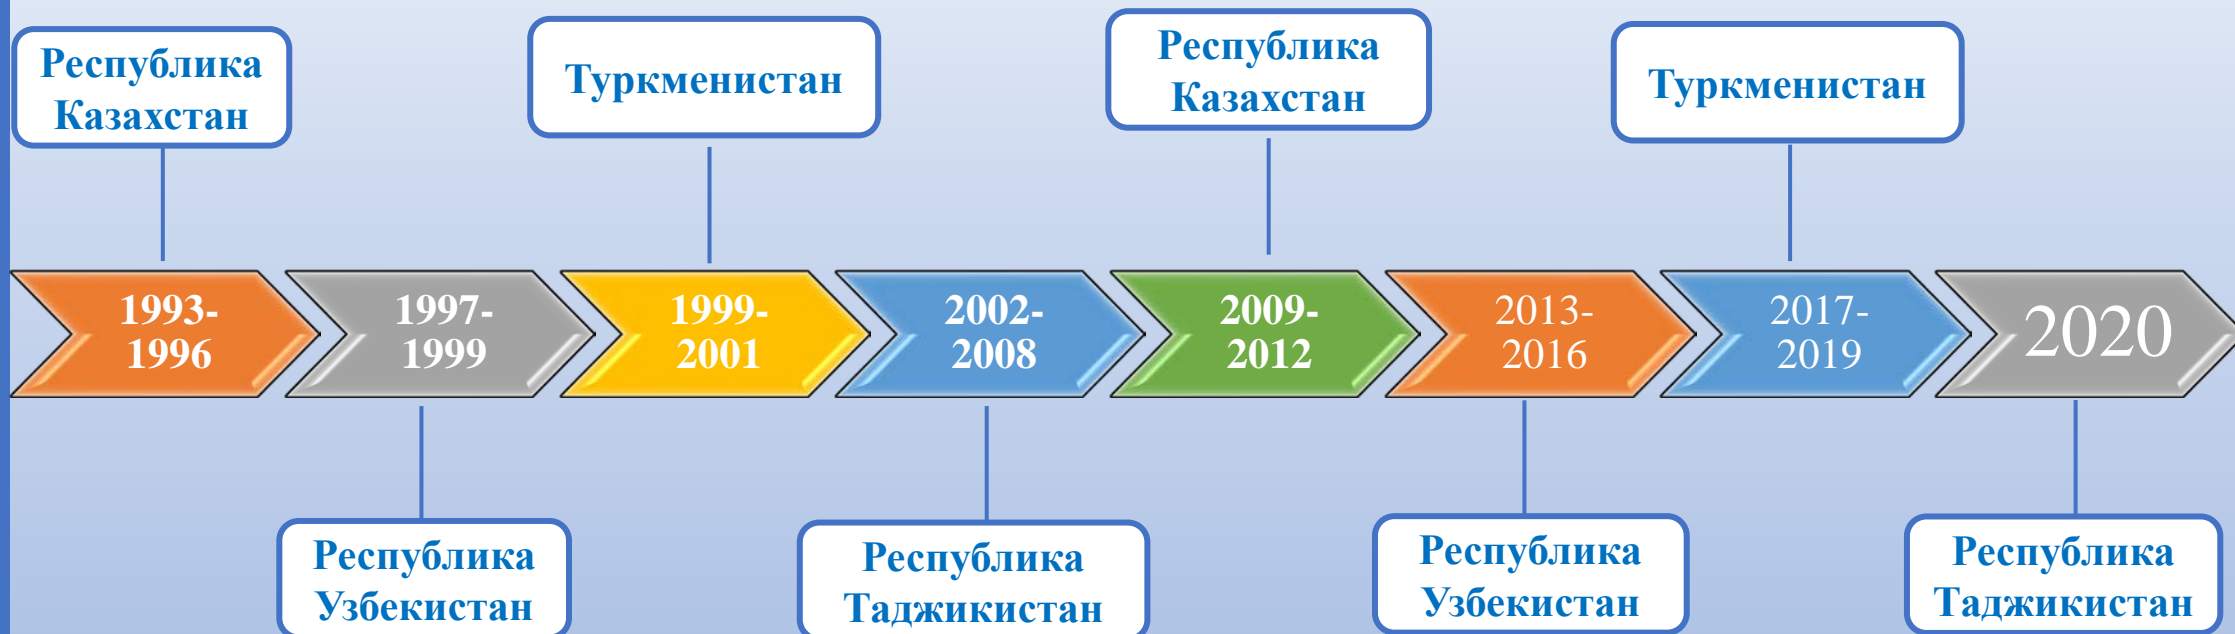 Республика
Казахстан
Туркменистан
Республика
Казахстан
Туркменистан
1993-
1996
1997-
1999
1999-
2001
2002-
2008
2009-
2012
2013-
2016
2017-
2019
2020
Республика
Узбекистан
Республика
Таджикистан
Республика
Узбекистан
Республика
Таджикистан